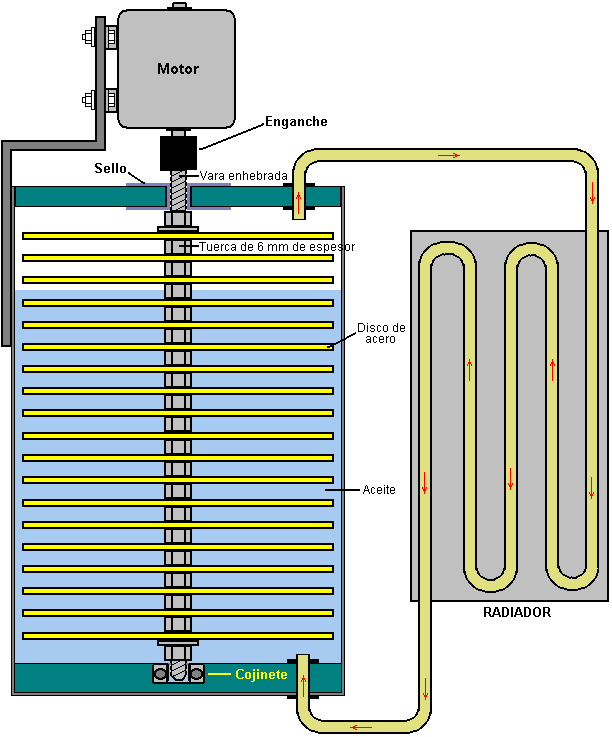 Motor
Enganche
Sello
Vara enhebrada
Tuerca de 6 mm de espesor
Disco de
acero
Aceite
RADIADOR
Cojinete